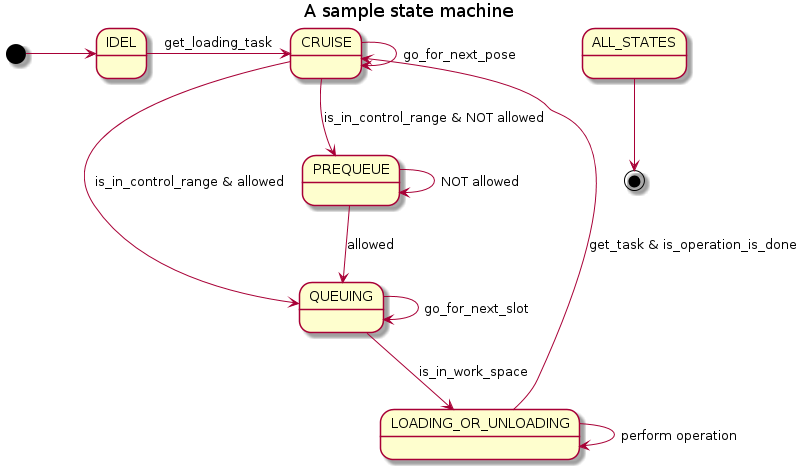 A sample state machine
IDEL
get_loading_task
CRUISE
go_for_next_pose
ALL_STATES
is_in_control_range & NOT allowed
PREQUEUE
NOT allowed
is_in_control_range & allowed
allowed
get_task & is_operation_is_done
QUEUING
go_for_next_slot
is_in_work_space
LOADING_OR_UNLOADING
perform operation